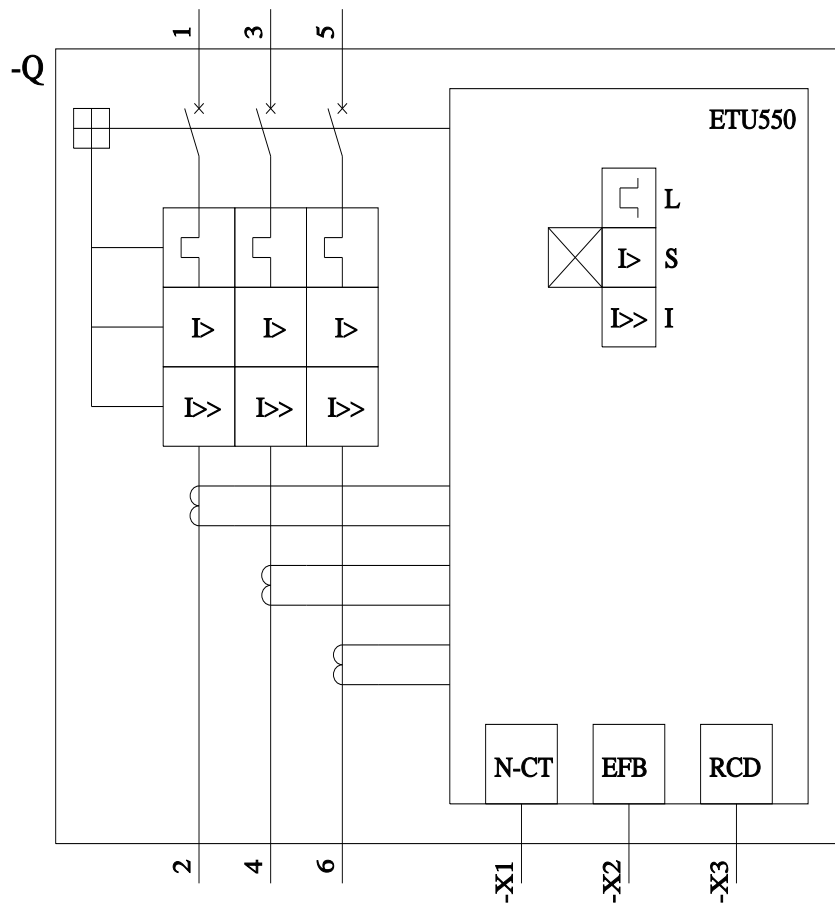 1 3 5
-Q
ETU550
L
I> S
I>> I
I> I> I>
I>> I>> I>>
N-CT EFB RCD
2 4 6 -X1 -X2 -X3